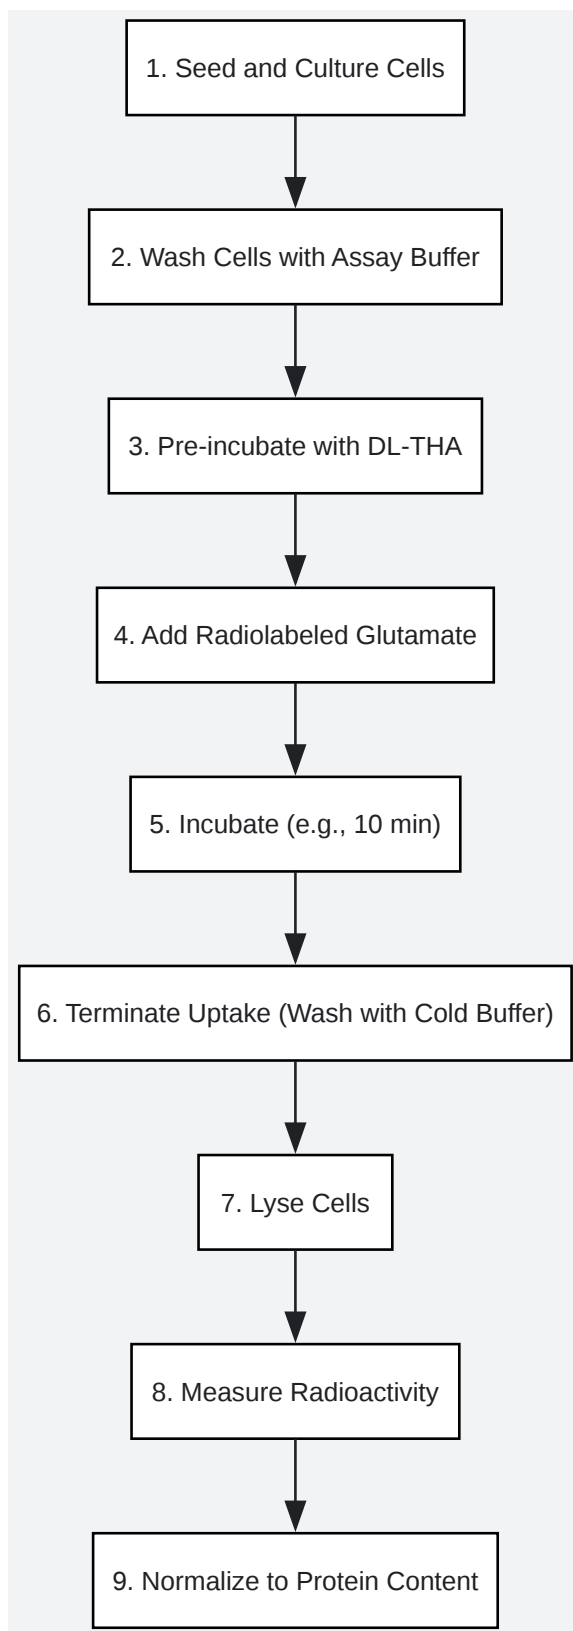 1. Seed and Culture Cells
2. Wash Cells with Assay Buffer
3. Pre-incubate with DL-THA
4. Add Radiolabeled Glutamate
5. Incubate (e.g., 10 min)
6. Terminate Uptake (Wash with Cold Buffer)
7. Lyse Cells
8. Measure Radioactivity
9. Normalize to Protein Content